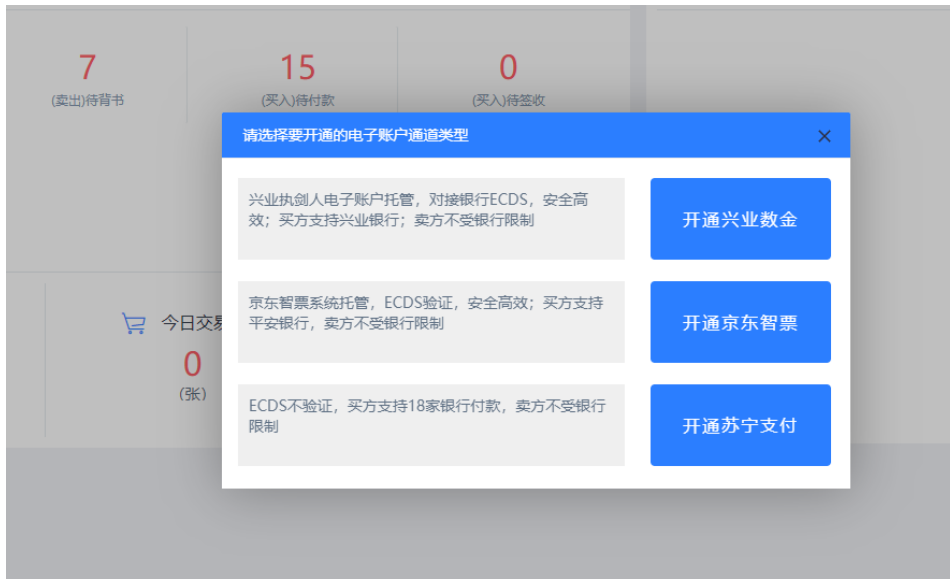 7
15
0
(卖出)待背书
(买入)待付款
(买入)待签收
请选择要开通的电子账户通道类型
兴业执剑人电子账户托管，对接银行ECDS，安全高
效；买方支持兴业银行；卖方不受银行限制
开通兴业数金
京东智票系统托管，ECDS验证，安全高效；买方支持
平安银行，卖方不受银行限制
开通京东智票
今日交易
0
(张)
ECDS不验证，买方支持18家银行付款，卖方不受银行
限制
开通苏宁支付